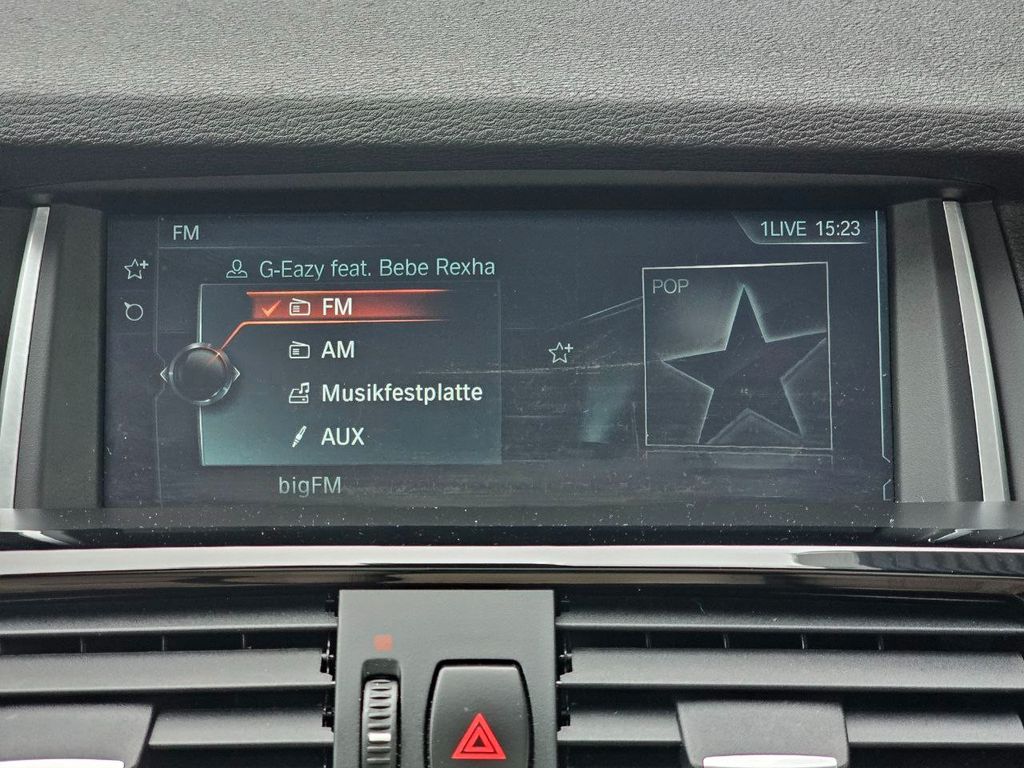 FM
1LIVE 15:23
G-Eazy feat. Bebe Rexha
POP
FM
AM
Musikfestplatte
AUX
bigFM